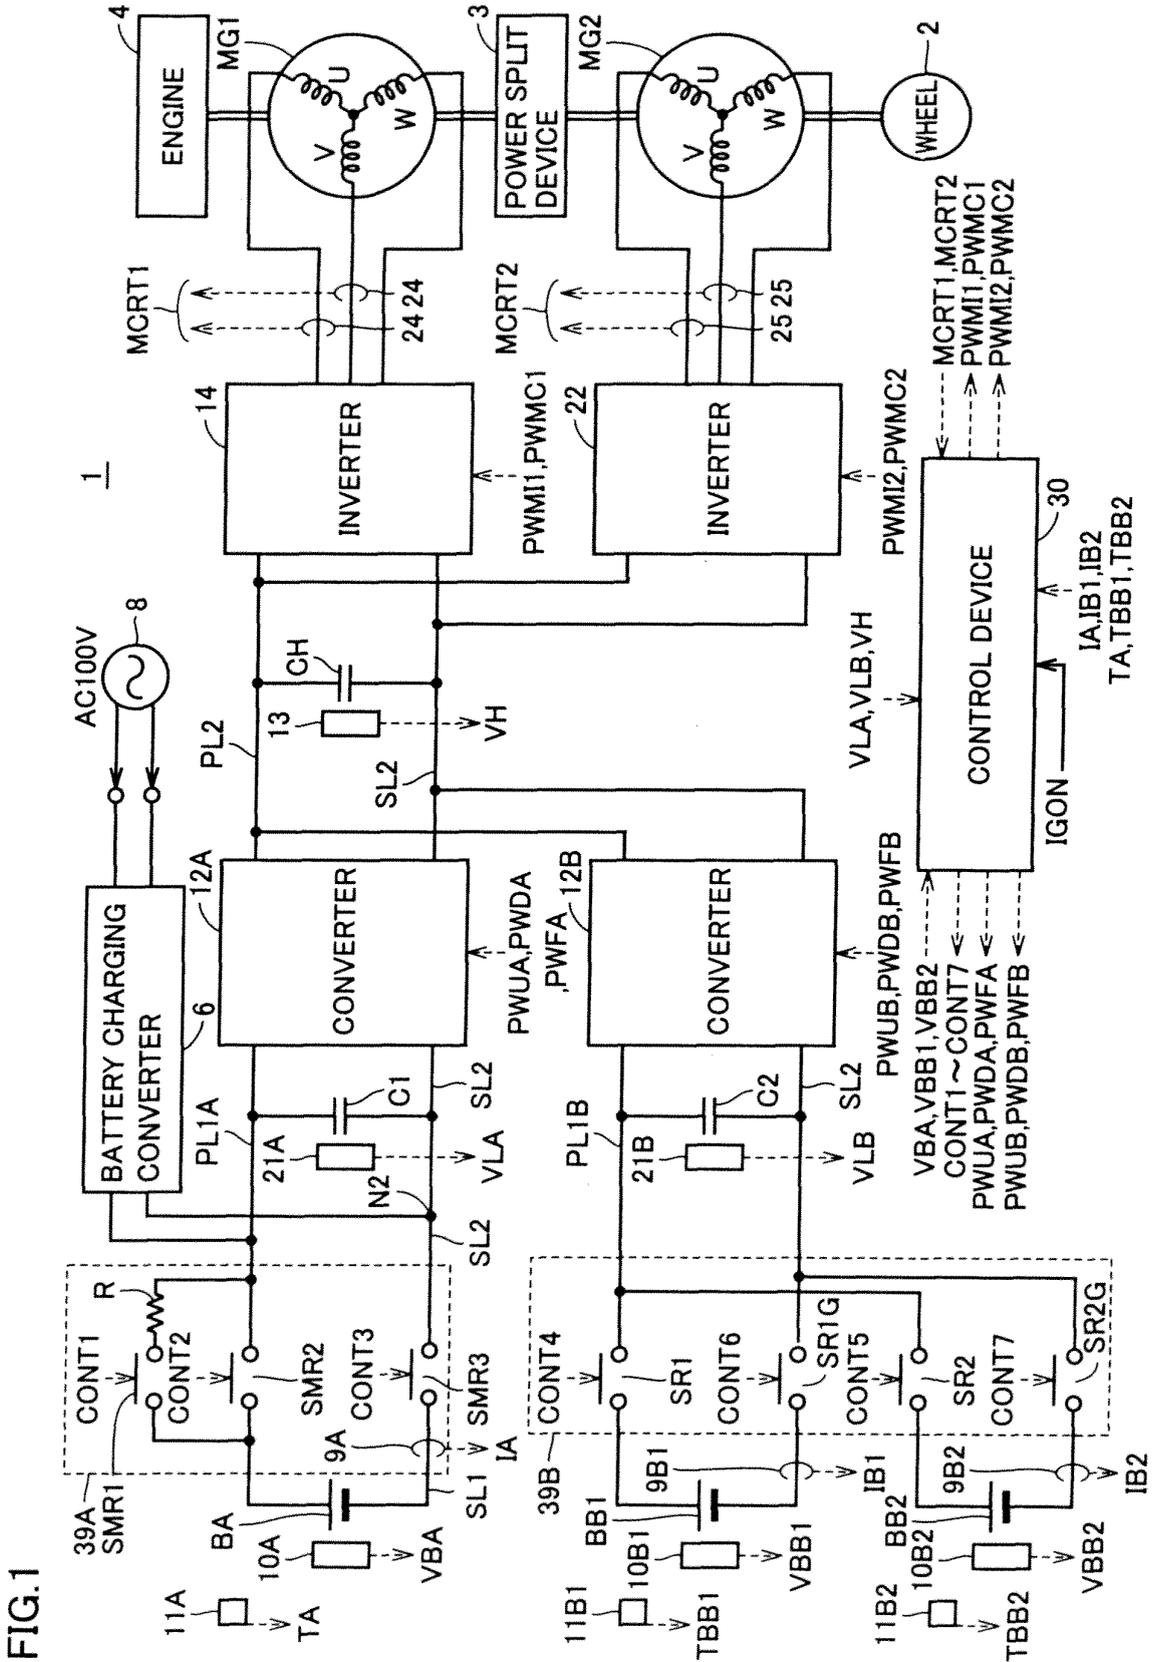 FIG.1
1
39A
SMR1
CONT1
R
CONT2
SMR2
CONT3
SMR3
9A
IA
SL1
BA
10A
VBA
11A
TA
BATTERY CHARGING
CONVERTER
6
AC100V
8
PL1A
21A
C1
VLA
N2
SL2
SL2
12A
CONVERTER
PWUA,PWDA
,PWFA
PL2
SL2
13
CH
VH
14
INVERTER
PWMI1,PWMC1
MCRT1
24
24
4
ENGINE
MG1
U
V
W
3
POWER SPLIT
DEVICE
MG2
U
V
W
2
WHEEL
MCRT2
25
25
22
INVERTER
PWMI2,PWMC2
12B
CONVERTER
PWUB,PWDB,PWFB
PL1B
21B
C2
VLB
SL2
39B
CONT4
SR1
CONT6
SR1G
CONT5
SR2
CONT7
SR2G
9B1
IB1
BB1
10B1
VBB1
11B1
TBB1
9B2
IB2
BB2
10B2
VBB2
11B2
TBB2
CONTROL DEVICE
30
VLA,VLB,VH
MCRT1,MCRT2
PWMI1,PWMC1
PWMI2,PWMC2
VBA,VBB1,VBB2
CONT1~CONT7
PWUA,PWDA,PWFA
PWUB,PWDB,PWFB
IGON
IA,IB1,IB2
TA,TBB1,TBB2